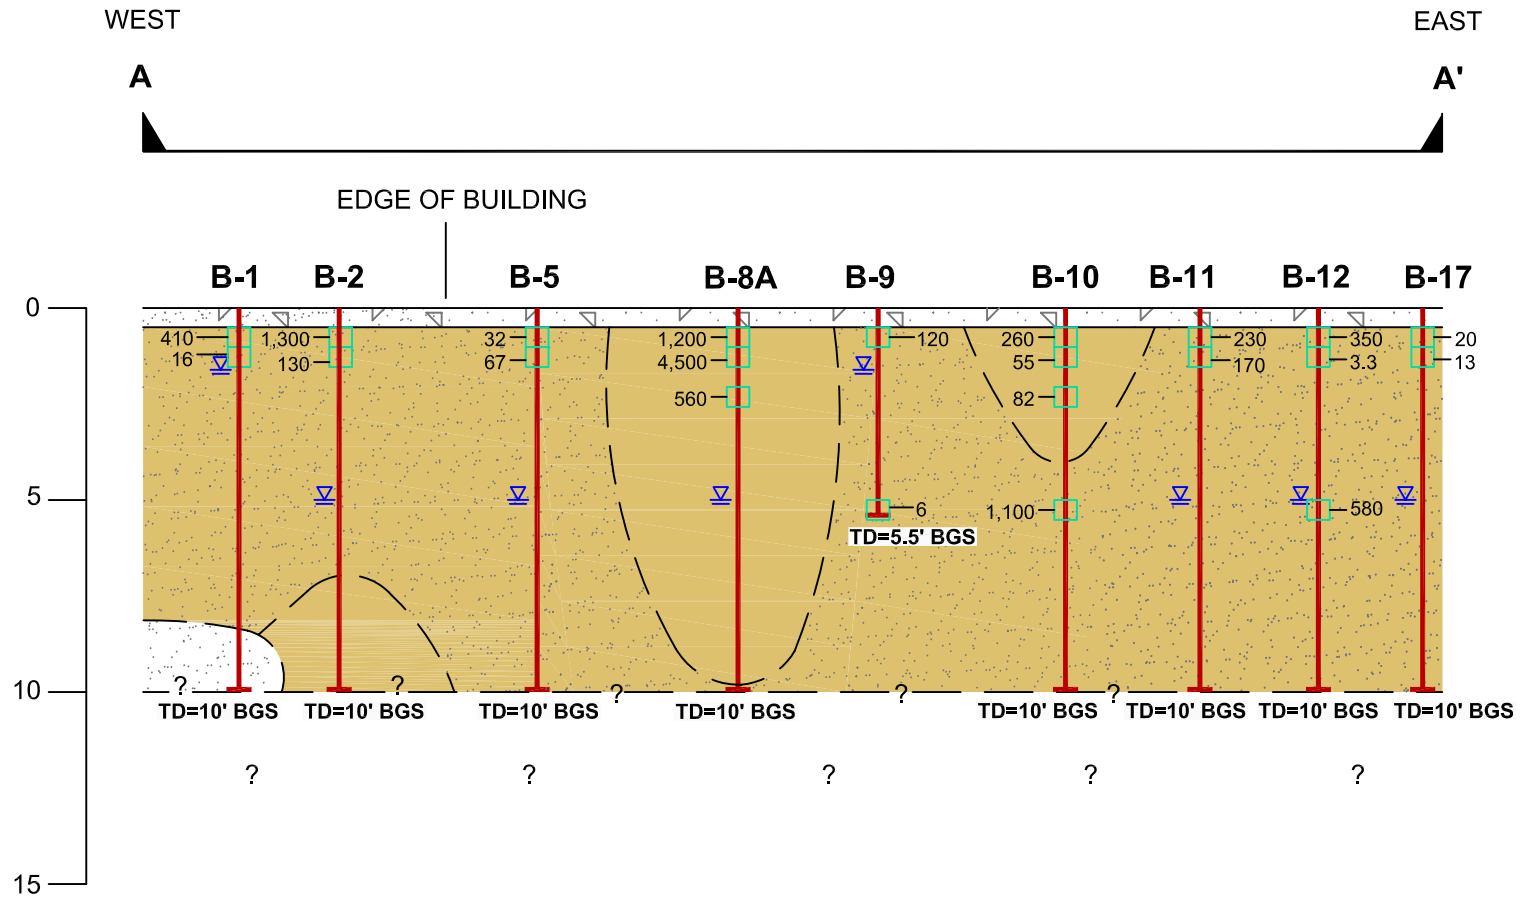 WEST
EAST
A
A'
EDGE OF BUILDING
B-1 B-2 B-5 B-8A B-9 B-10 B-11 B-12 B-17
0
410 1,300 32 1,200 120 260 230 350 20
16 130 67 4,500 55 170 3.3 13
560 82
5
6 1,100 580
TD=5.5' BGS
10
? ? ? ? ?
TD=10' BGS TD=10' BGS TD=10' BGS TD=10' BGS TD=10' BGS TD=10' BGS TD=10' BGS TD=10' BGS
? ? ? ? ?
15